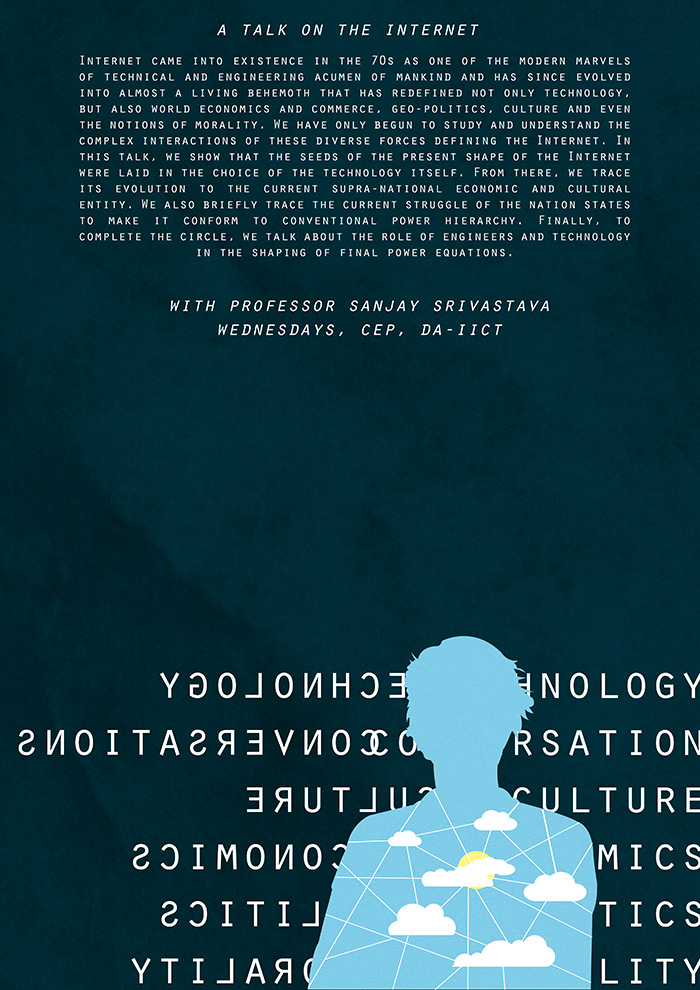 A TALK ON THE INTERNET
Internet came into existence in the 70s as one of the modern marvels
of technical and engineering acumen of mankind and has since evolved
into almost a living behemoth that has redefined not only technology,
but also world economics and commerce, geo-politics, culture and even
the notions of morality. We have only begun to study and understand the
complex interactions of these diverse forces defining the Internet. In
this talk, we show that the seeds of the present shape of the Internet
were laid in the choice of the technology itself. From there, we trace
its evolution to the current supra-national economic and cultural
entity. We also briefly trace the current struggle of the nation states
to make it conform to conventional power hierarchy. Finally, to
complete the circle, we talk about the role of engineers and technology
in the shaping of final power equations.
WITH PROFESSOR SANJAY SRIVASTAVA
WEDNESDAYS, CEP, DA-IICT
ECHNOLOGY HNOLOGY
CONVERSATIONS CO RSATION
CULTURE CULTURE
CONOMICS MICS
LITICS TICS
ORALITY LITY